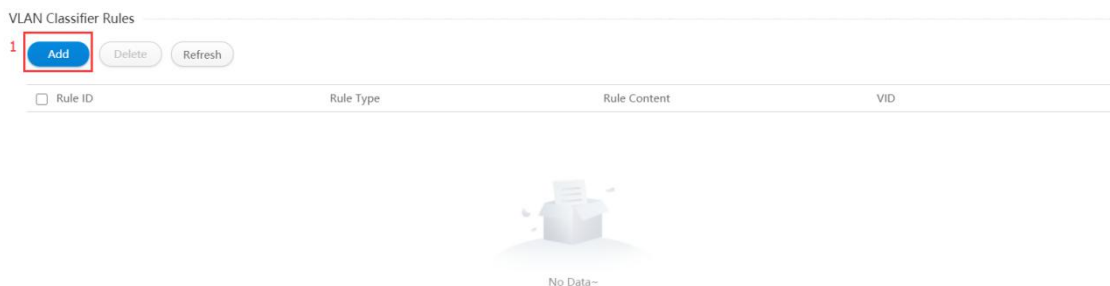 VLAN Classifier Rules
1 Add Delete Refresh
Rule ID Rule Type Rule Content VID
No Data~